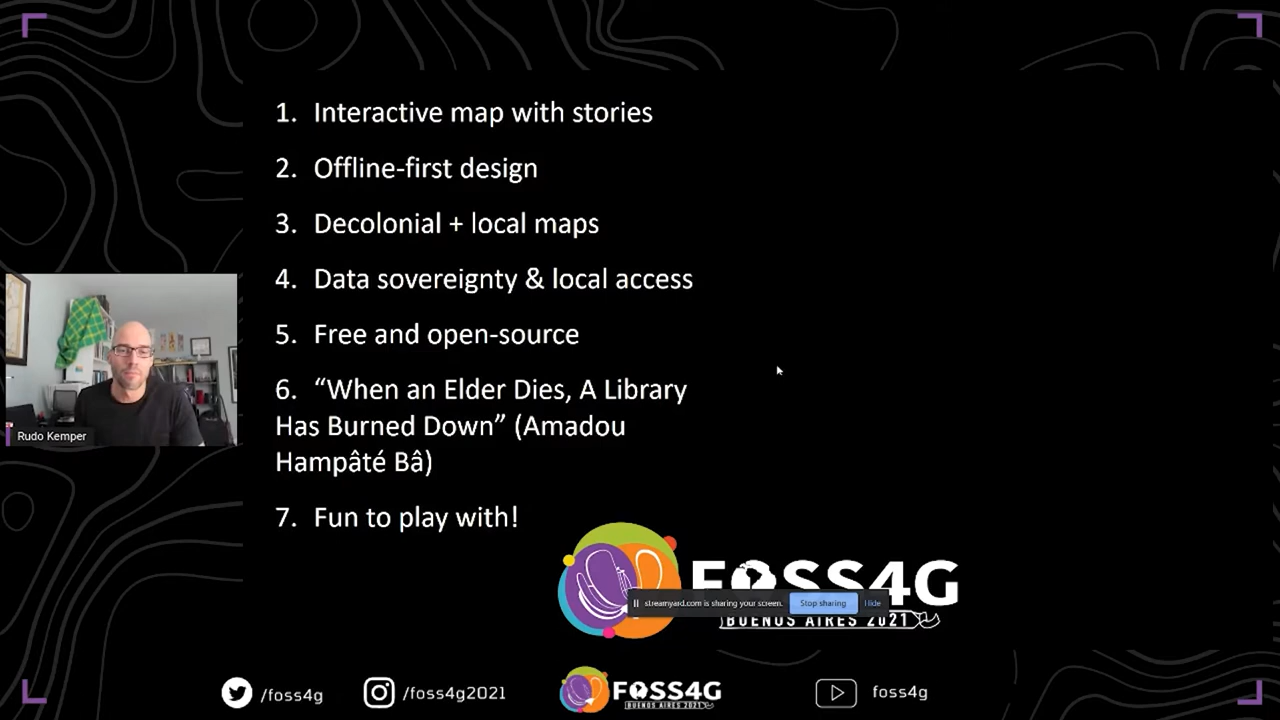 1. Interactive map with stories
2. Offline-first design
3. Decolonial + local maps
4. Data sovereignty & local access
5. Free and open-source
6. “When an Elder Dies, A Library
Has Burned Down” (Amadou
Hampâté Bâ)
7. Fun to play with!
Rudo Kemper
FOSS4G
streamyard.com is sharing your screen.
Stop sharing
Hide
BUENOS AIRES 2021
/foss4g
/foss4g2021
FOSS4G
BUENOS AIRES 2021
foss4g